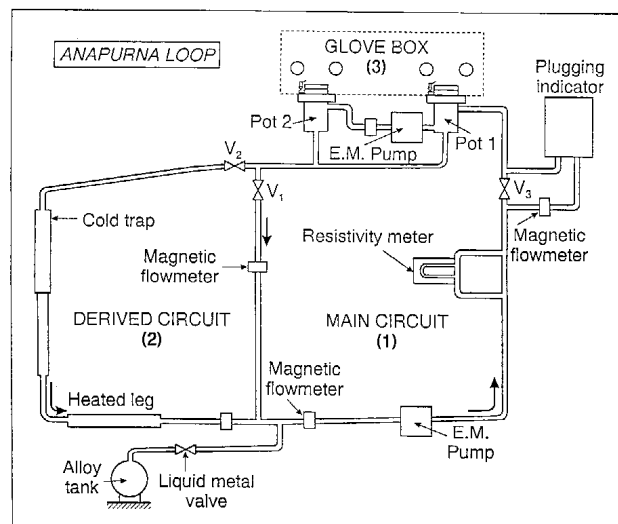 ANAPURNA LOOP
GLOVE BOX
(3)
Plugging
indicator
Pot 2
E.M. Pump
Pot 1
V2
V1
V3
Cold trap
Magnetic
flowmeter
Resistivity meter
Magnetic
flowmeter
DERIVED CIRCUIT
(2)
MAIN CIRCUIT
(1)
Magnetic
flowmeter
Heated leg
E.M.
Pump
Alloy
tank
Liquid metal
valve